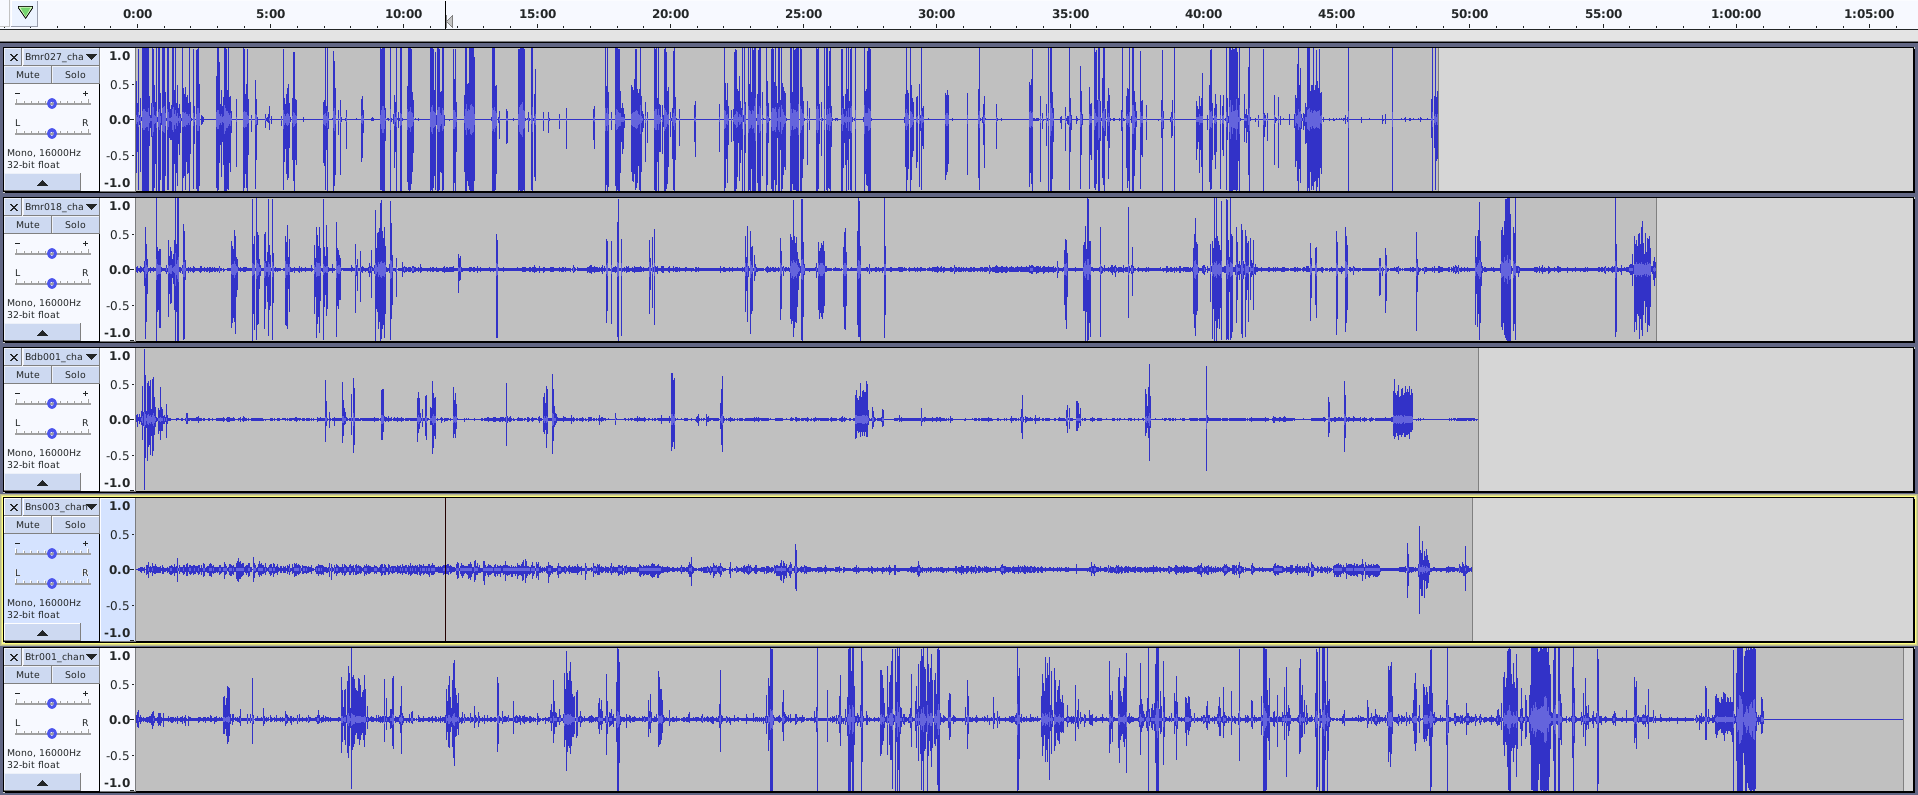 0:00 5:00 10:00 15:00 20:00 25:00 30:00 35:00 40:00 45:00 50:00 55:00 1:00:00 1:05:00
Bmr027_cha
Mute Solo
- +
L R
Mono, 16000Hz
32-bit float
1.0
0.5
0.0
-0.5
-1.0
Bmr018_cha
Mute Solo
- +
L R
Mono, 16000Hz
32-bit float
1.0
0.5
0.0
-0.5
-1.0
Bdb001_cha
Mute Solo
- +
L R
Mono, 16000Hz
32-bit float
1.0
0.5
0.0
-0.5
-1.0
Bns003_chan
Mute Solo
- +
L R
Mono, 16000Hz
32-bit float
1.0
0.5
0.0
-0.5
-1.0
Btr001_chan
Mute Solo
- +
L R
Mono, 16000Hz
32-bit float
1.0
0.5
0.0
-0.5
-1.0